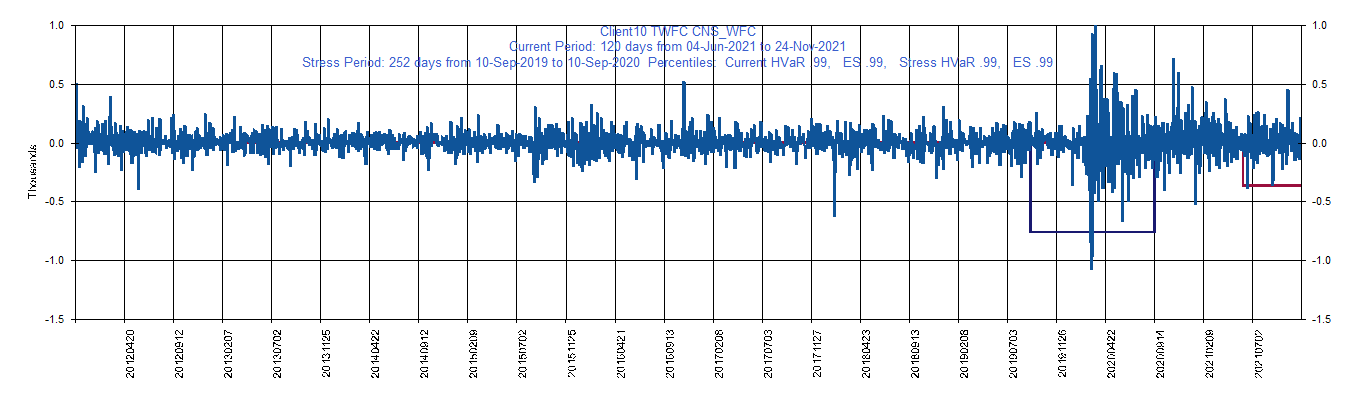 Client10 TWFC CNS_WFC
Current Period: 120 days from 04-Jun-2021 to 24-Nov-2021
Stress Period: 252 days from 10-Sep-2019 to 10-Sep-2020 Percentiles: Current HVaR .99, ES .99, Stress HVaR .99, ES .99
1.0 1.0
0.5 0.5
0.0 0.0
-0.5 -0.5
-1.0 -1.0
-1.5 -1.5
Thousands
20120420 20120912 20130207 20130702 20131125 20140422 20140912 20150209 20150702 20151125 20160421 20160913 20170208 20170703 20171127 20180423 20180913 20190208 20190703 20191126 20200422 20200914 20210209 20210702